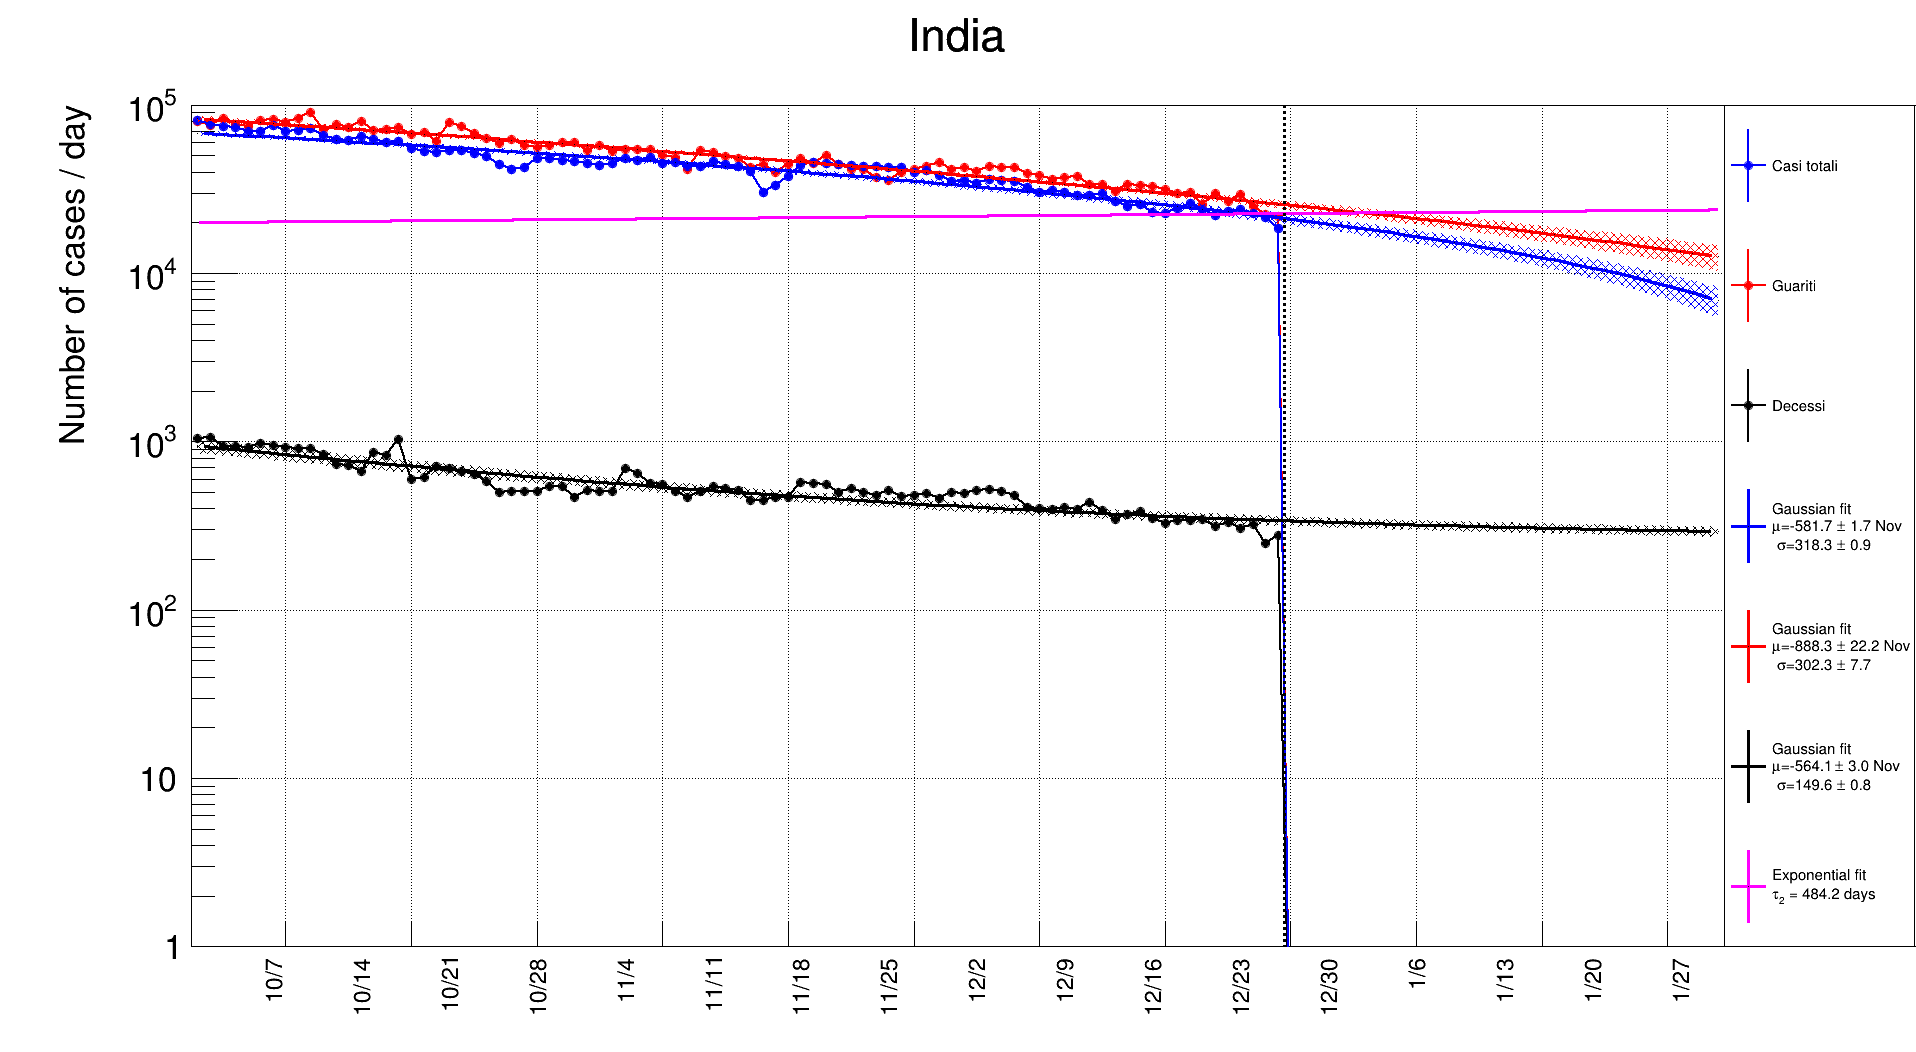 India
Number of cases / day
10^5
10^4
10^3
10^2
10
1
10/7
10/14
10/21
10/28
11/4
11/11
11/18
11/25
12/2
12/9
12/16
12/23
12/30
1/6
1/13
1/20
1/27
Casi totali
Guariti
Decessi
Gaussian fit
μ=-581.7 ± 1.7 Nov
σ=318.3 ± 0.9
Gaussian fit
μ=-888.3 ± 22.2 Nov
σ=302.3 ± 7.7
Gaussian fit
μ=-564.1 ± 3.0 Nov
σ=149.6 ± 0.8
Exponential fit
τ₂ = 484.2 days